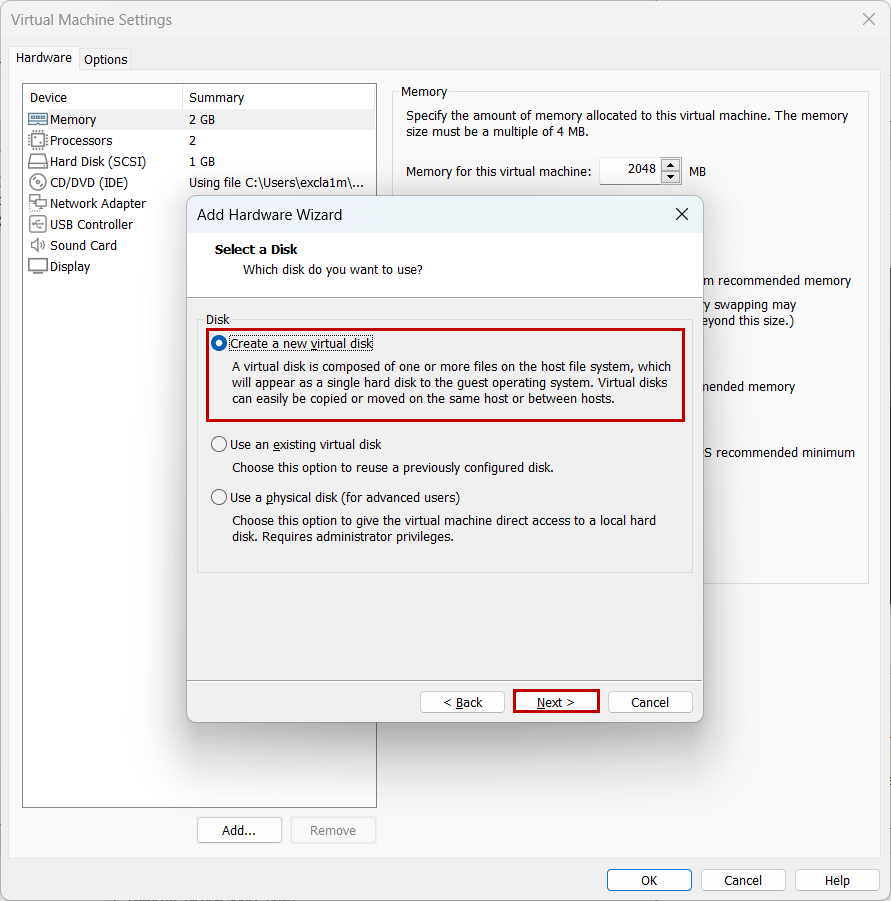 Virtual Machine Settings
Hardware
Options
Device Summary
Memory 2 GB
Processors 2
Hard Disk (SCSI) 1 GB
CD/DVD (IDE) Using file C:\Users\excla1m\...
Network Adapter
USB Controller
Sound Card
Display
Memory
Specify the amount of memory allocated to this virtual machine. The memory
size must be a multiple of 4 MB.
Memory for this virtual machine: 2048 MB
m recommended memory
y swapping may
eyond this size.)
ended memory
S recommended minimum
Add Hardware Wizard
Select a Disk
Which disk do you want to use?
Disk
Create a new virtual disk
A virtual disk is composed of one or more files on the host file system, which
will appear as a single hard disk to the guest operating system. Virtual disks
can easily be copied or moved on the same host or between hosts.
Use an existing virtual disk
Choose this option to reuse a previously configured disk.
Use a physical disk (for advanced users)
Choose this option to give the virtual machine direct access to a local hard
disk. Requires administrator privileges.
< Back Next > Cancel
Add... Remove
OK Cancel Help